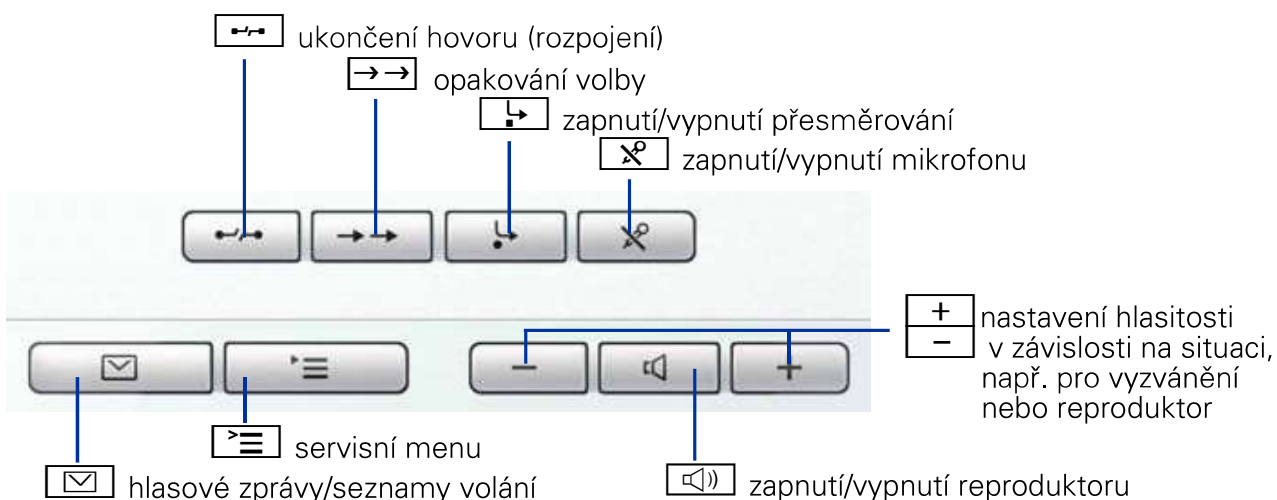 ukončení hovoru (rozpojení)
opakování volby
zapnutí/vypnutí přesměrování
zapnutí/vypnutí mikrofonu
+ nastavení hlasitosti
− v závislosti na situaci,
např. pro vyzvánění
nebo reproduktor
− +
servisní menu
hlasové zprávy/seznamy volání
zapnutí/vypnutí reproduktoru